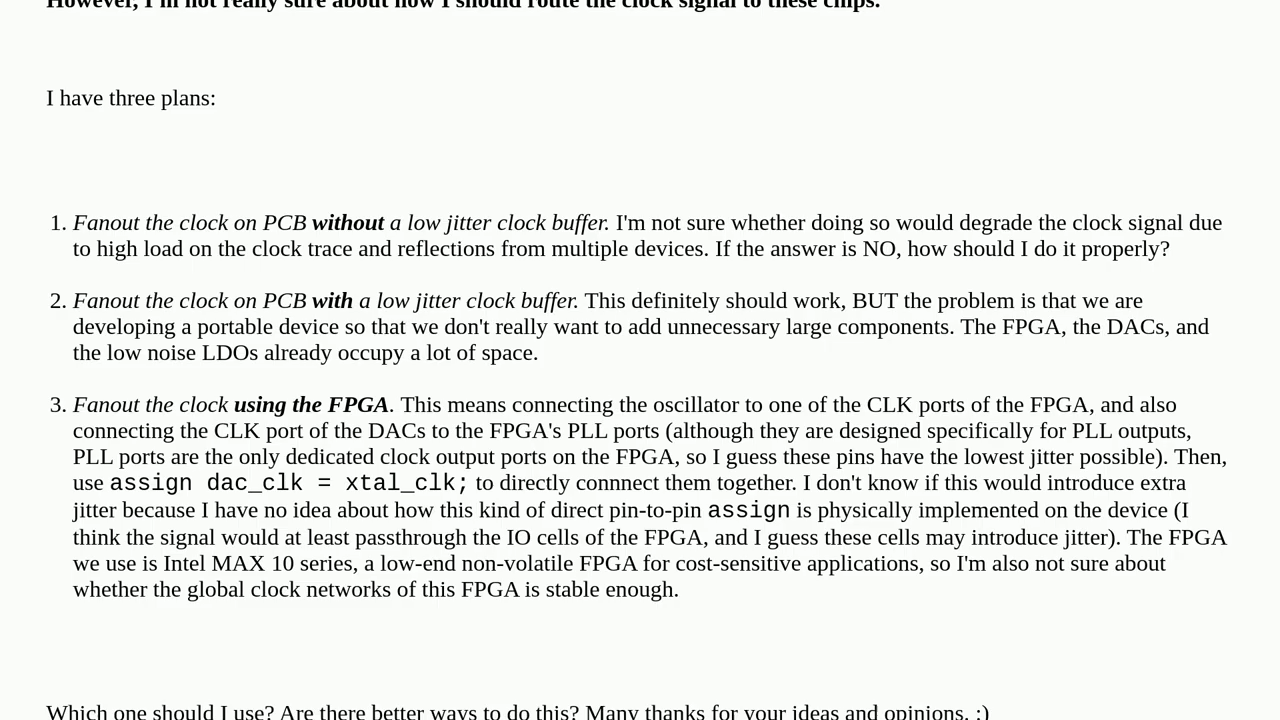 However, I'm not really sure about how I should route the clock signal to these chips.
I have three plans:
1. Fanout the clock on PCB without a low jitter clock buffer. I'm not sure whether doing so would degrade the clock signal due
to high load on the clock trace and reflections from multiple devices. If the answer is NO, how should I do it properly?
2. Fanout the clock on PCB with a low jitter clock buffer. This definitely should work, BUT the problem is that we are
developing a portable device so that we don't really want to add unnecessary large components. The FPGA, the DACs, and
the low noise LDOs already occupy a lot of space.
3. Fanout the clock using the FPGA. This means connecting the oscillator to one of the CLK ports of the FPGA, and also
connecting the CLK port of the DACs to the FPGA's PLL ports (although they are designed specifically for PLL outputs,
PLL ports are the only dedicated clock output ports on the FPGA, so I guess these pins have the lowest jitter possible). Then,
use assign dac_clk = xtal_clk; to directly connnect them together. I don't know if this would introduce extra
jitter because I have no idea about how this kind of direct pin-to-pin assign is physically implemented on the device (I
think the signal would at least passthrough the IO cells of the FPGA, and I guess these cells may introduce jitter). The FPGA
we use is Intel MAX 10 series, a low-end non-volatile FPGA for cost-sensitive applications, so I'm also not sure about
whether the global clock networks of this FPGA is stable enough.
Which one should I use? Are there better ways to do this? Many thanks for your ideas and opinions. :)